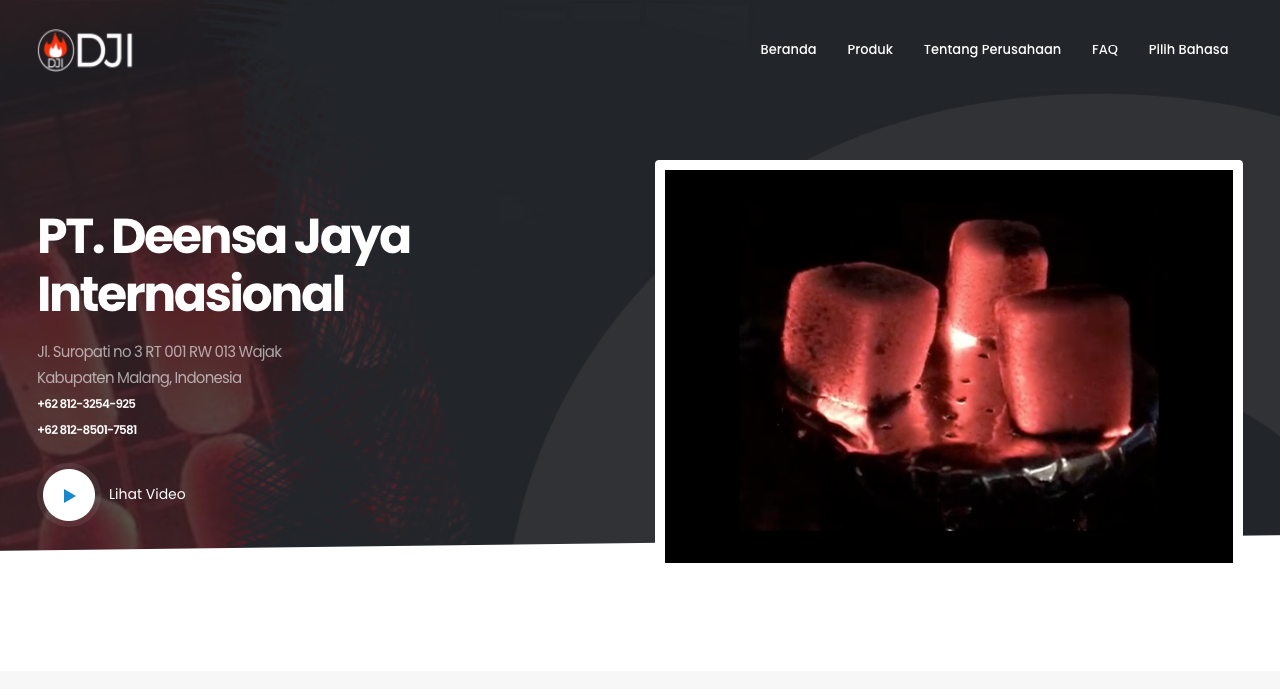 DJI
DJI
Beranda
Produk
Tentang Perusahaan
FAQ
Pilih Bahasa
PT. Deensa Jaya
Internasional
Jl. Suropati no 3 RT 001 RW 013 Wajak
Kabupaten Malang, Indonesia
+62 812-3254-925
+62 812-8501-7581
Lihat Video